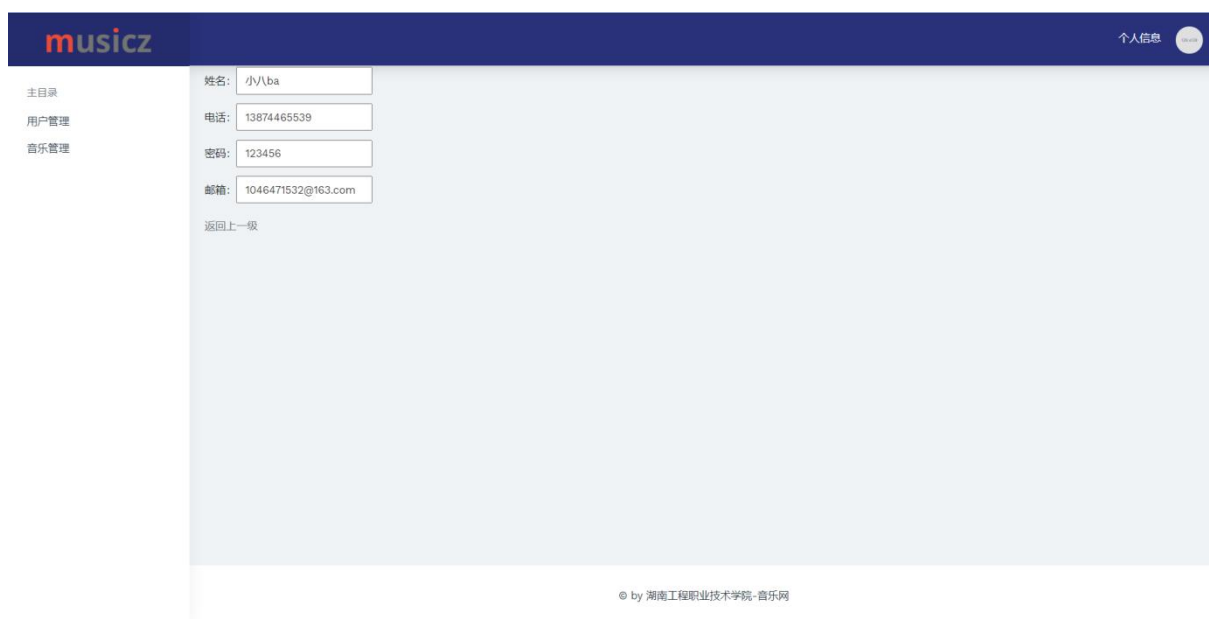 musicz
个人信息
主目录
用户管理
音乐管理
姓名: 小八ba
电话: 13874465539
密码: 123456
邮箱: 1046471532@163.com
返回上一级
© by 湖南工程职业技术学院-音乐网